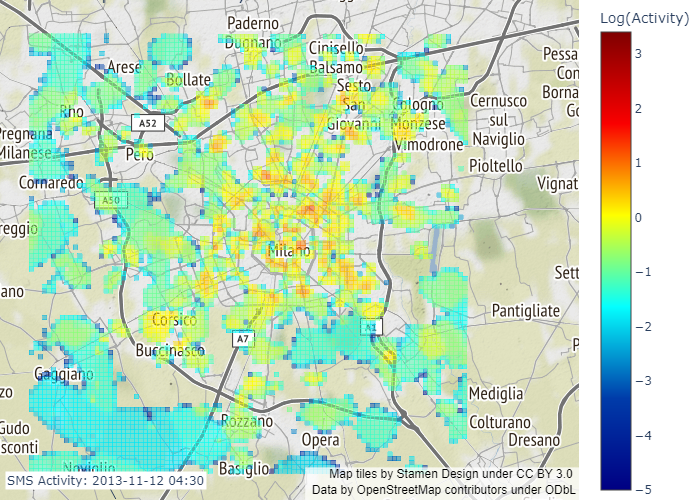 Log(Activity)
Paderno
Dugnano
Cinisello
Balsamo
Arese
Bollate
Sesto
San
Giovanni
Cologno
Monzese
Vimodrone
Cernusco
sul
Naviglio
Pessa
Con
Borna
Go
Rho
A52
Pregnana
Milanese
Pero
Pioltello
Cornaredo
A50
Vignat
reggio
Milano
Sett
ano
Corsico
A1
Pantigliate
A7
Buccinasco
P
Gaggiano
zo
Mediglia
Rozzano
Colturano
Gudo
sconti
Opera
Dresano
Noviglio
Basiglio
SMS Activity: 2013-11-12 04:30
Map tiles by Stamen Design under CC BY 3.0
Data by OpenStreetMap contributors under ODbL
3
2
1
0
−1
−2
−3
−4
−5